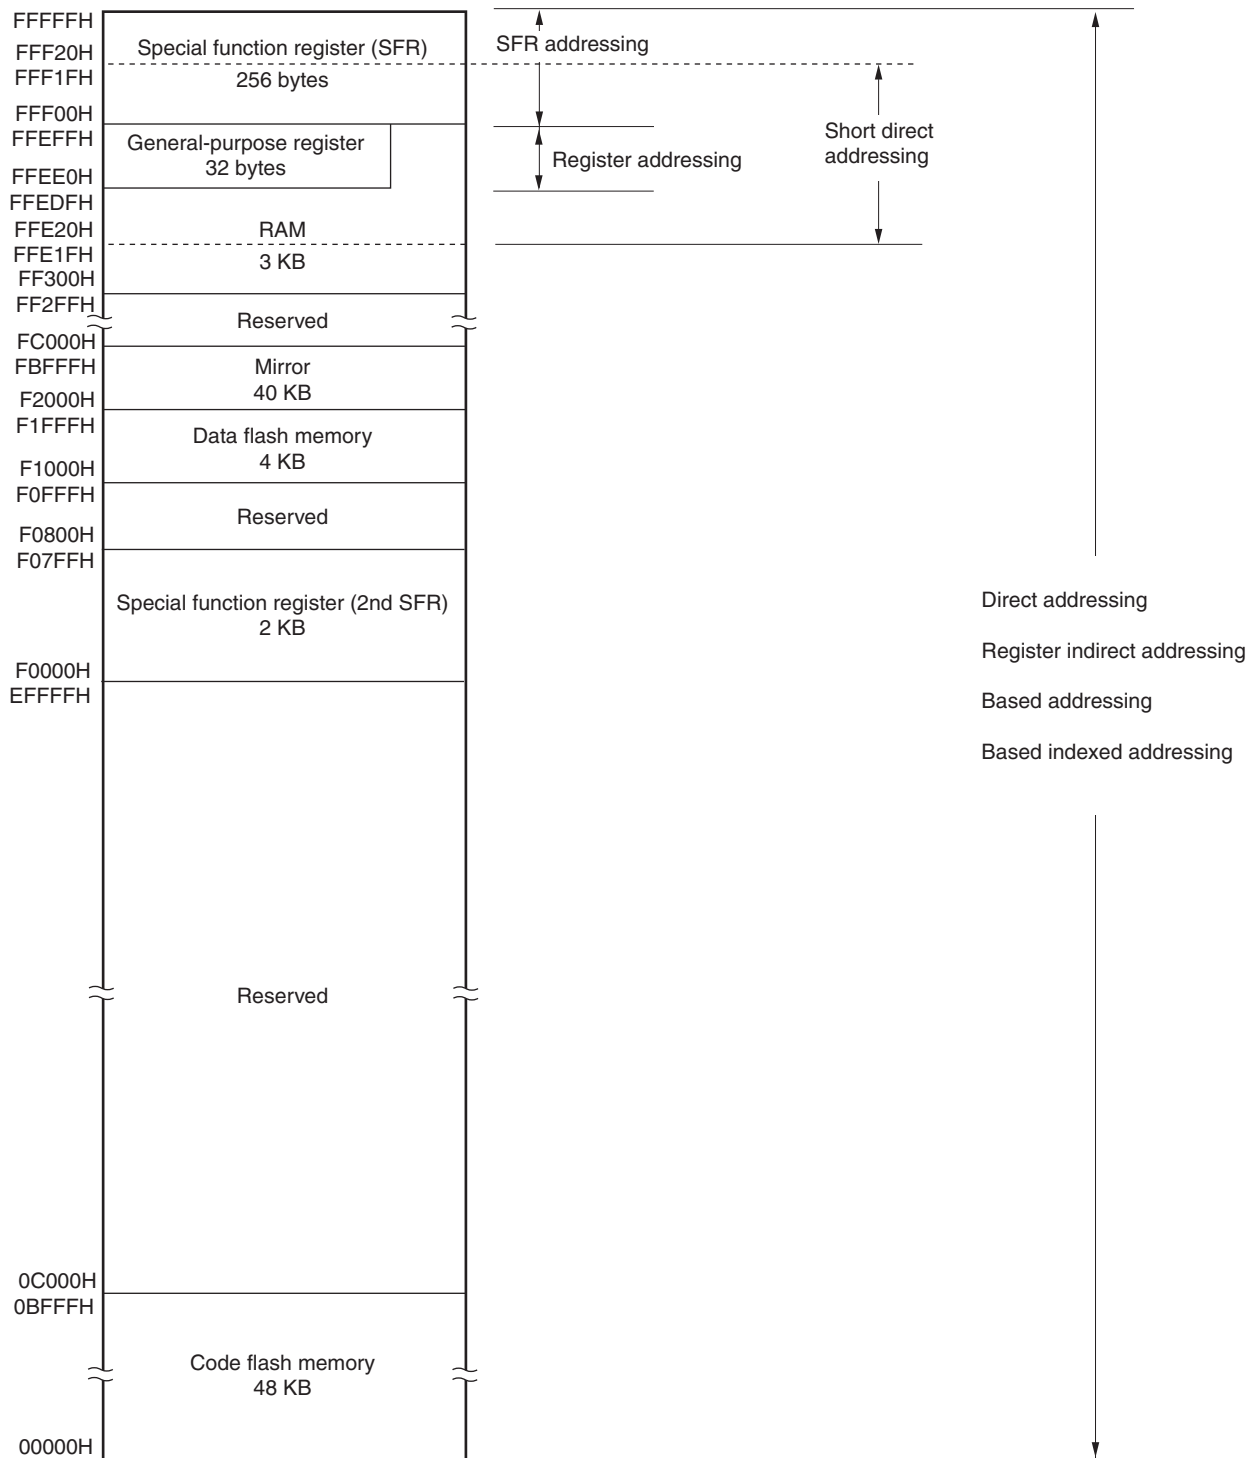 FFFFFH
SFR addressing
FFF20H
Special function register (SFR)
FFF1FH
256 bytes
FFF00H
FFEFFH
General-purpose register
32 bytes
Register addressing
Short direct
addressing
FFEE0H
FFEDFH
FFE20H
RAM
FFE1FH
3 KB
FF300H
FF2FFH
Reserved
FC000H
FBFFFH
Mirror
40 KB
F2000H
F1FFFH
Data flash memory
4 KB
F1000H
F0FFFH
Reserved
F0800H
F07FFH
Special function register (2nd SFR)
2 KB
F0000H
EFFFFH
Direct addressing
Register indirect addressing
Based addressing
Based indexed addressing
Reserved
0C000H
0BFFFH
Code flash memory
48 KB
00000H